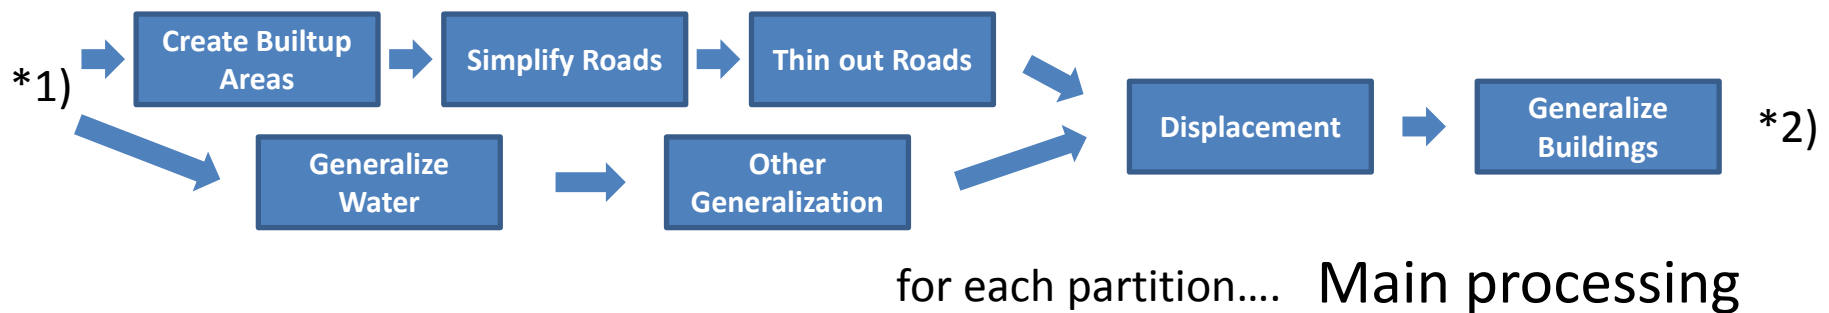 *1)
Create Builtup
Areas
Simplify Roads
Thin out Roads
Generalize
Water
Other
Generalization
Displacement
Generalize
Buildings
*2)
for each partition…. Main processing